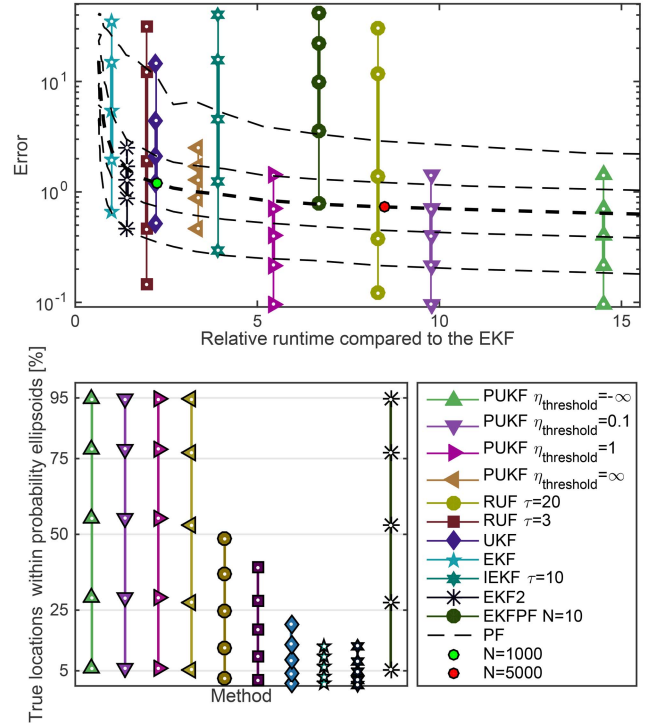 10^1
10^0
10^-1
Error
0
5
10
15
Relative runtime compared to the EKF
True locations within probability ellipsoids [%]
95
75
50
25
5
Method
PUKF η_threshold=-∞
PUKF η_threshold=0.1
PUKF η_threshold=1
PUKF η_threshold=∞
RUF τ=20
RUF τ=3
UKF
EKF
IEKF τ=10
EKF2
EKFPF N=10
PF
N=1000
N=5000